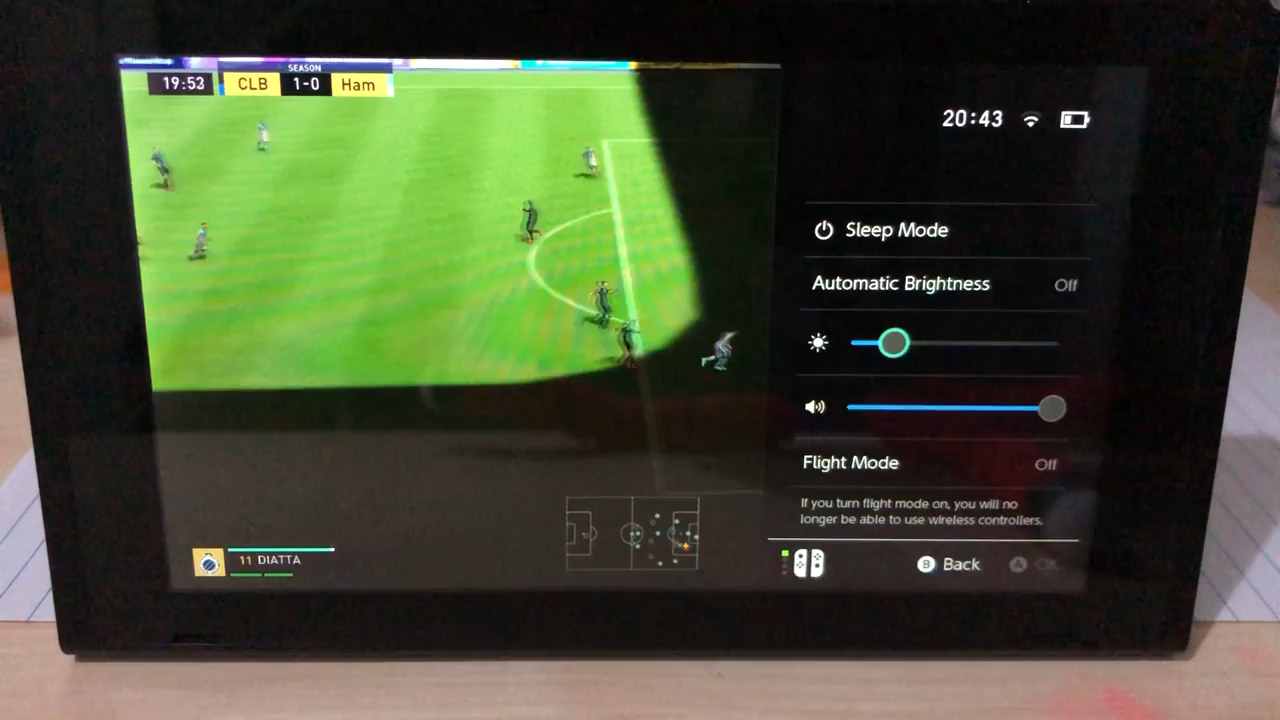 SEASON
19:53 CLB 1-0 Ham
20:43
Sleep Mode
Automatic Brightness Off
Flight Mode Off
If you turn flight mode on, you will no
longer be able to use wireless controllers.
11 DIATTA
B Back A OK